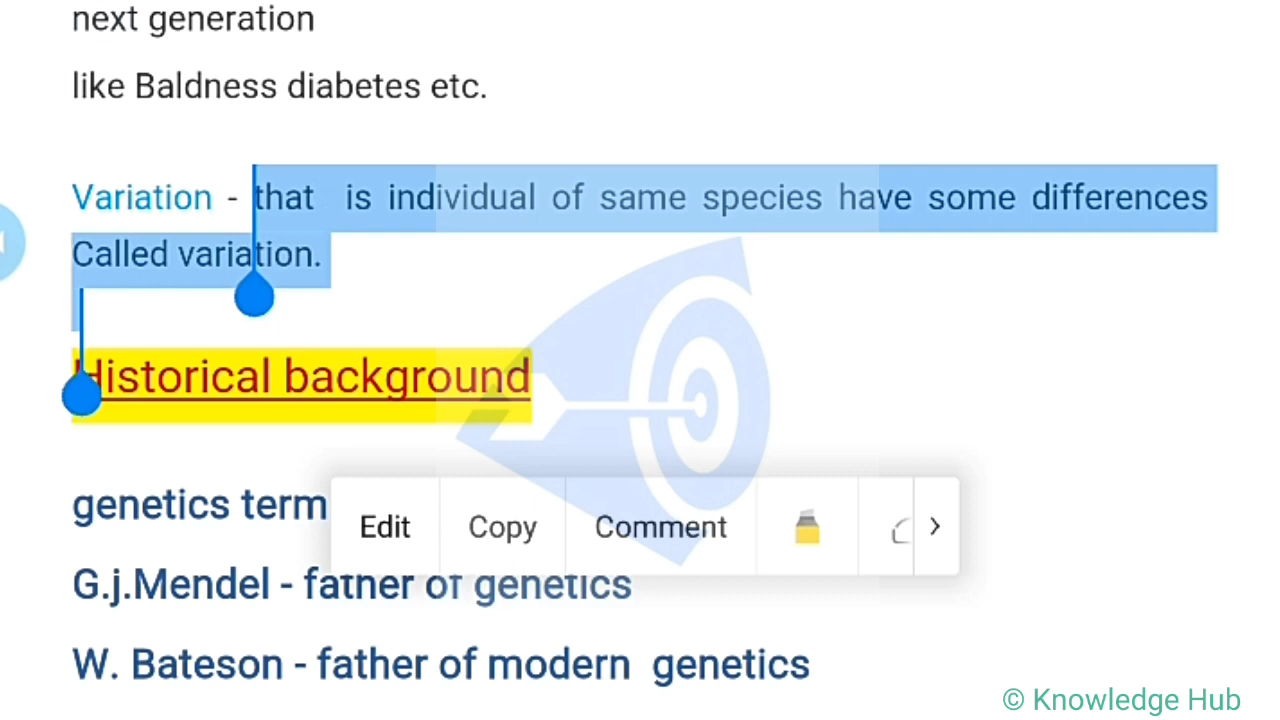 next generation
like Baldness diabetes etc.
Variation - that is individual of same species have some differences
Called variation.
Historical background
genetics term
Edit Copy Comment
G.j.Mendel - father of genetics
W. Bateson - father of modern genetics
© Knowledge Hub